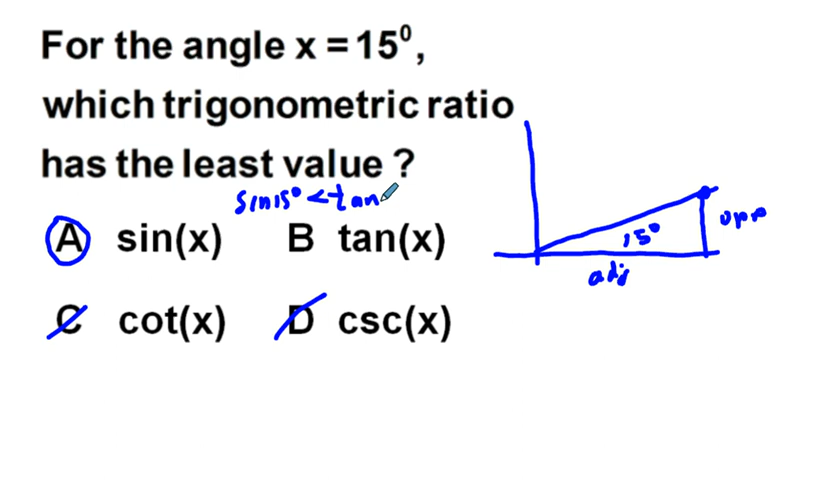 For the angle x = 15⁰,
which trigonometric ratio
has the least value ?
sin15° < tan
A sin(x) B tan(x)
C cot(x) D csc(x)
15°
opp
adj